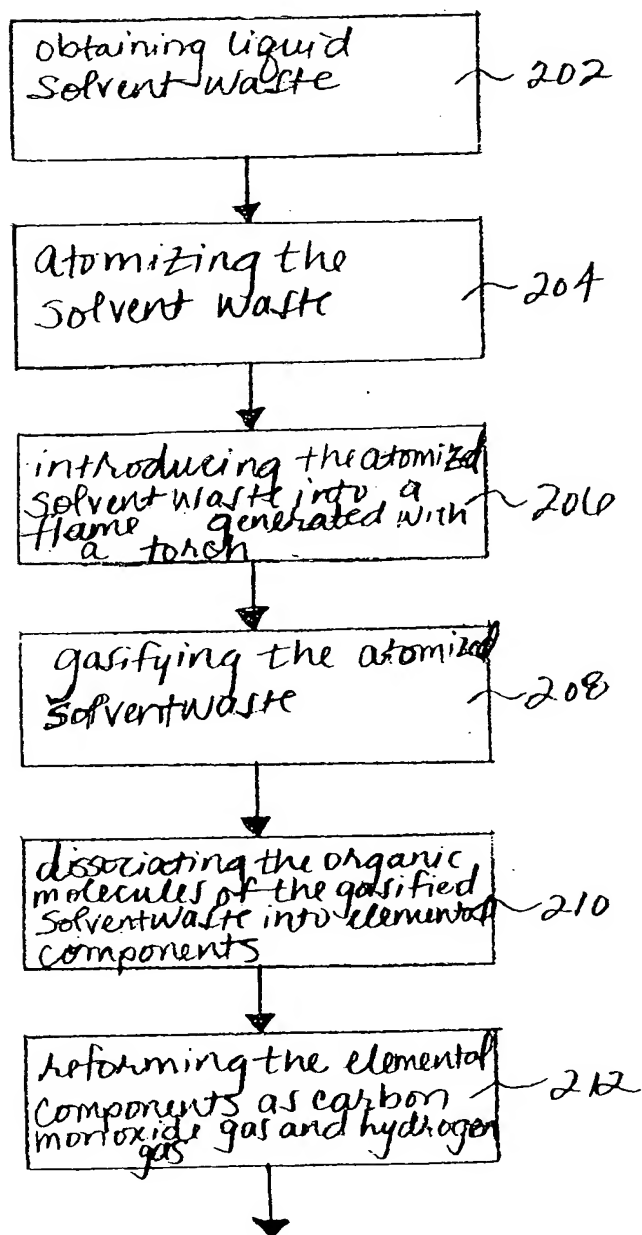 obtaining liquid
solvent waste
202
atomizing the
solvent waste
204
introducing the atomized
solvent waste into a
flame generated with
a torch
206
gasifying the atomized
solvent waste
208
dissociating the organic
molecules of the gasified
solvent waste into elemental
components
210
reforming the elemental
components as carbon
monoxide gas and hydrogen
gas
212